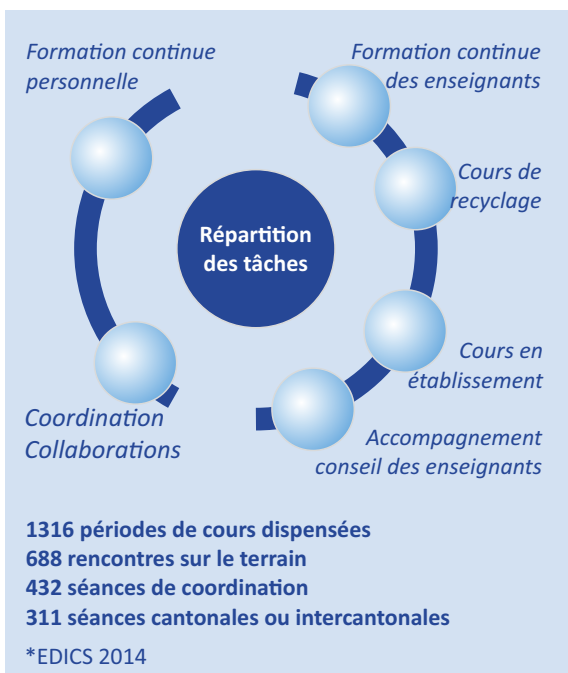 Formation continue
personnelle
Formation continue
des enseignants
Cours de
recyclage
Répartition
des tâches
Cours en
établissement
Coordination
Collaborations
Accompagnement
conseil des enseignants
1316 périodes de cours dispensées
688 rencontres sur le terrain
432 séances de coordination
311 séances cantonales ou intercantonales
*EDICS 2014